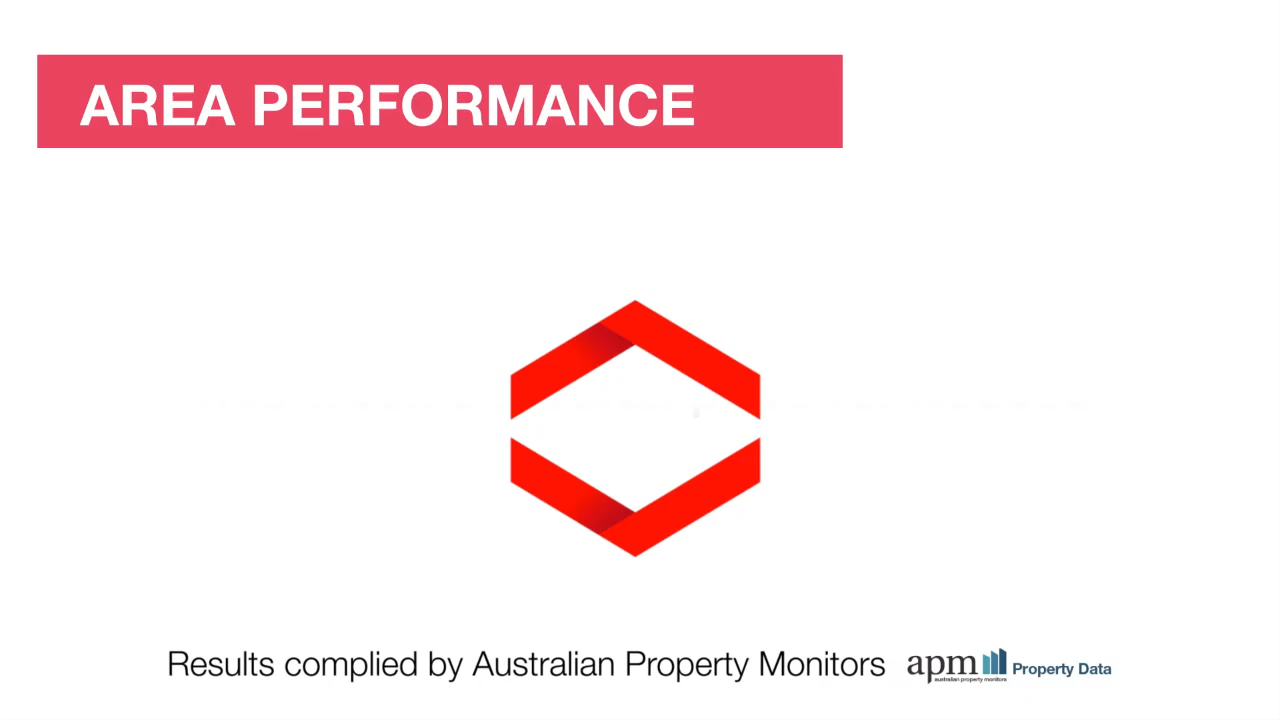 AREA PERFORMANCE
Results complied by Australian Property Monitors
apm
australian property monitors
Property Data